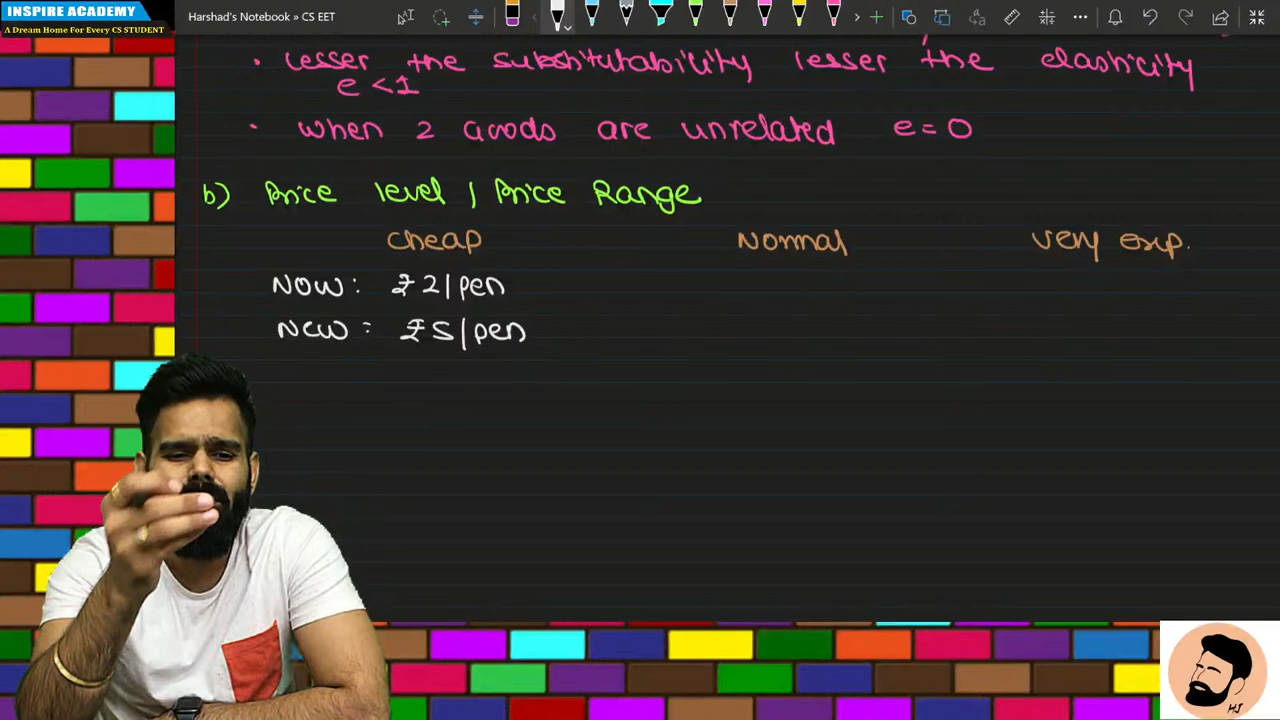 INSPIRE ACADEMY
A Dream Home For Every CS STUDENT
Harshad's Notebook » CS EET
• Lesser the substitutability lesser the elasticity
e < 1
• When 2 Goods are unrelated e = 0
b) Price level | Price Range
Cheap Normal Very exp.
Now: ₹2|pen
New: ₹5|pen
HJ